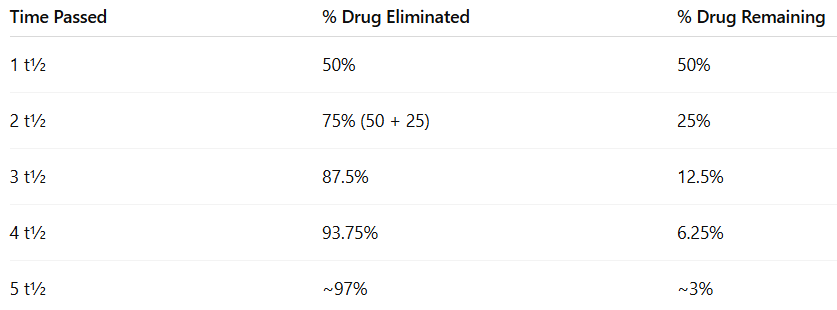 Time Passed % Drug Eliminated % Drug Remaining
1 t½ 50% 50%
2 t½ 75% (50 + 25) 25%
3 t½ 87.5% 12.5%
4 t½ 93.75% 6.25%
5 t½ ~97% ~3%